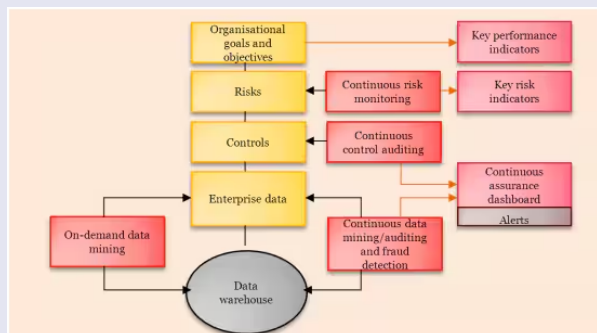 Organisational
goals and
objectives
Key performance
indicators
Risks
Continuous risk
monitoring
Key risk
indicators
Controls
Continuous
control auditing
Continuous
assurance
dashboard
Alerts
Enterprise data
On-demand data
mining
Continuous data
mining/auditing
and fraud
detection
Data
warehouse